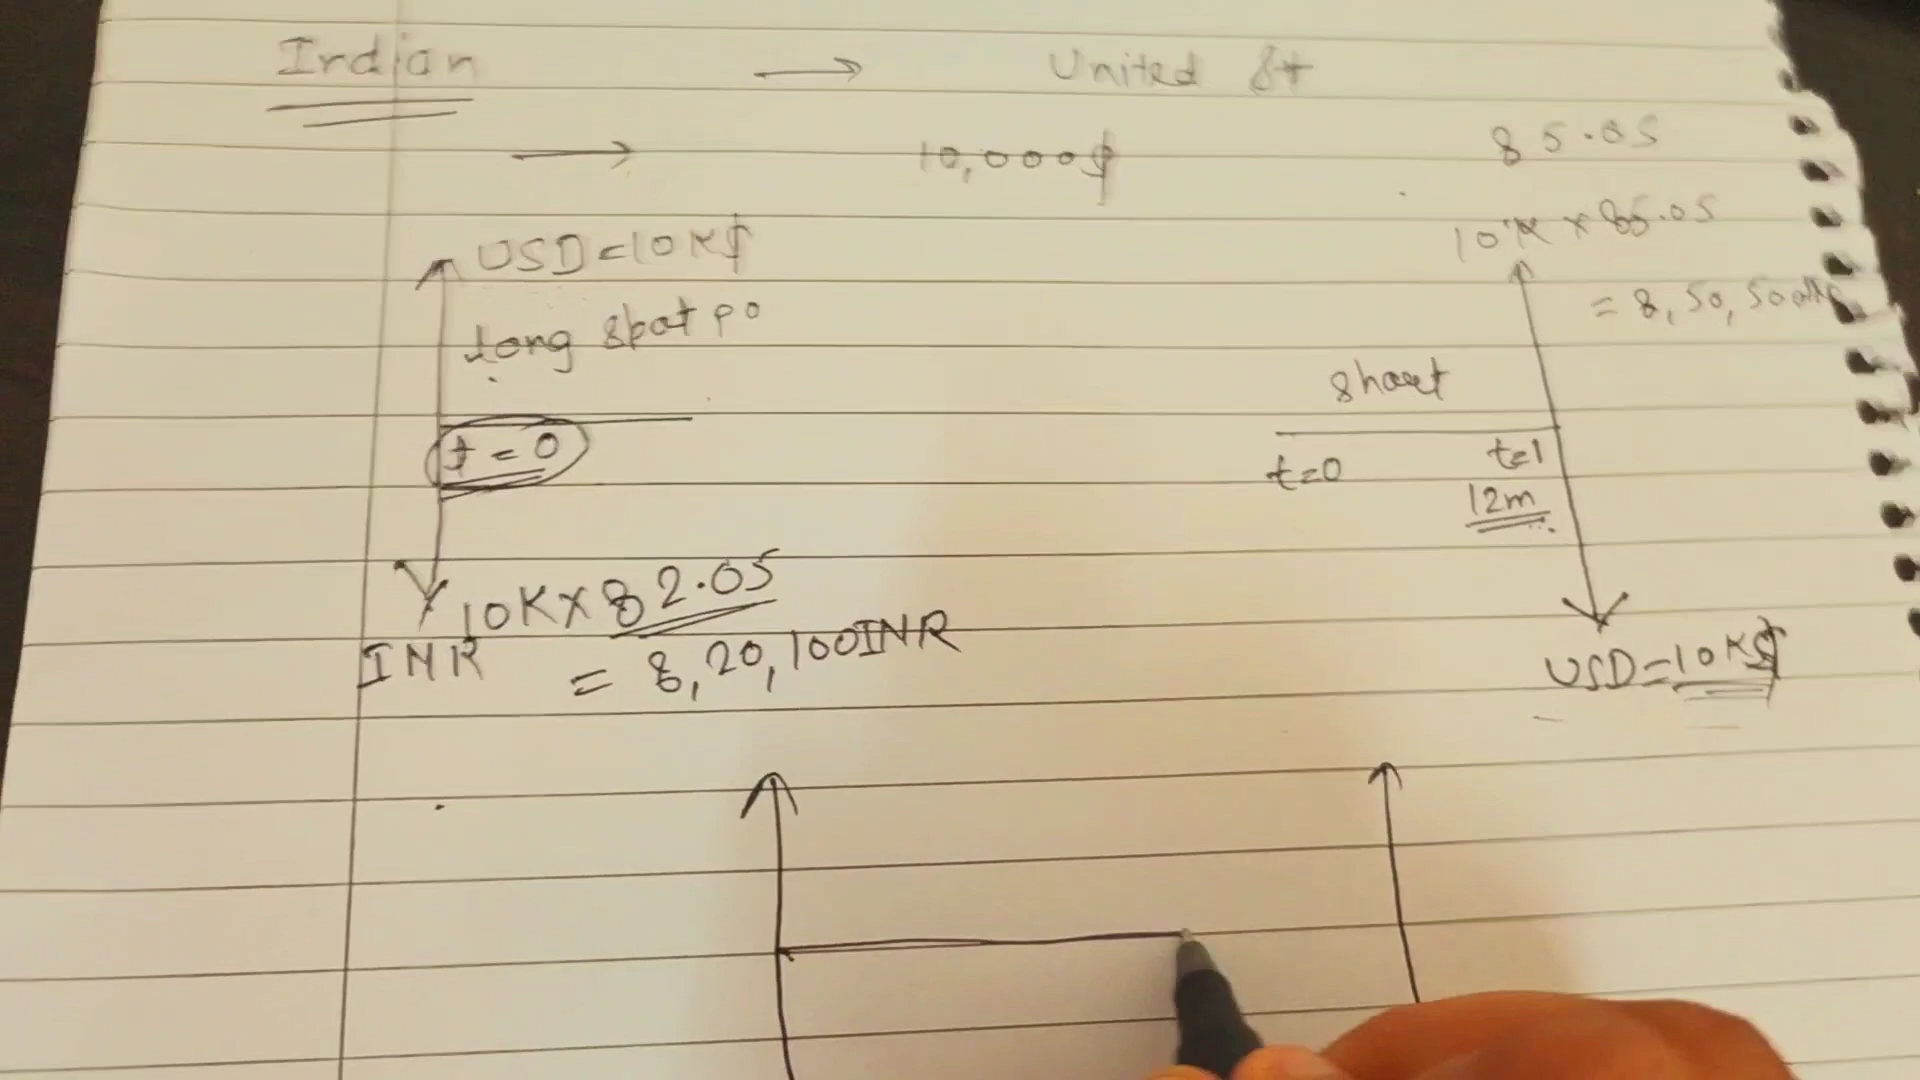 Indian → United St
→ 10,000$
85.05
USD = 10K$
10K x 85.05
= 8,50,500
long spot po
short
t = 0
t=0 t=1
12m
10K x 82.05
INR
= 8,20,100INR
USD = 10K$